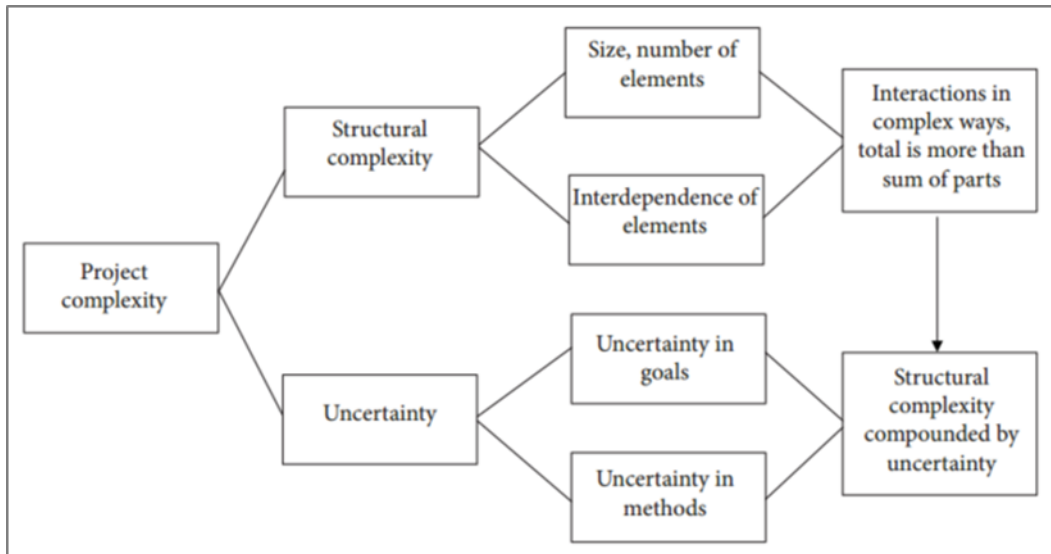 Size, number of
elements
Structural
complexity
Interactions in
complex ways,
total is more than
sum of parts
Interdependence of
elements
Project
complexity
Uncertainty in
goals
Uncertainty
Structural
complexity
compounded by
uncertainty
Uncertainty in
methods